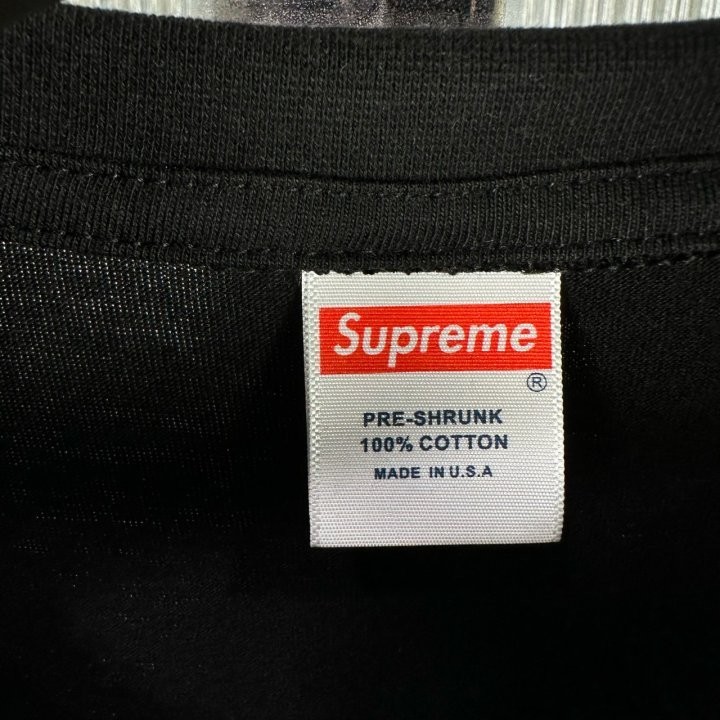 Supreme
®
PRE-SHRUNK
100% COTTON
MADE IN U.S.A